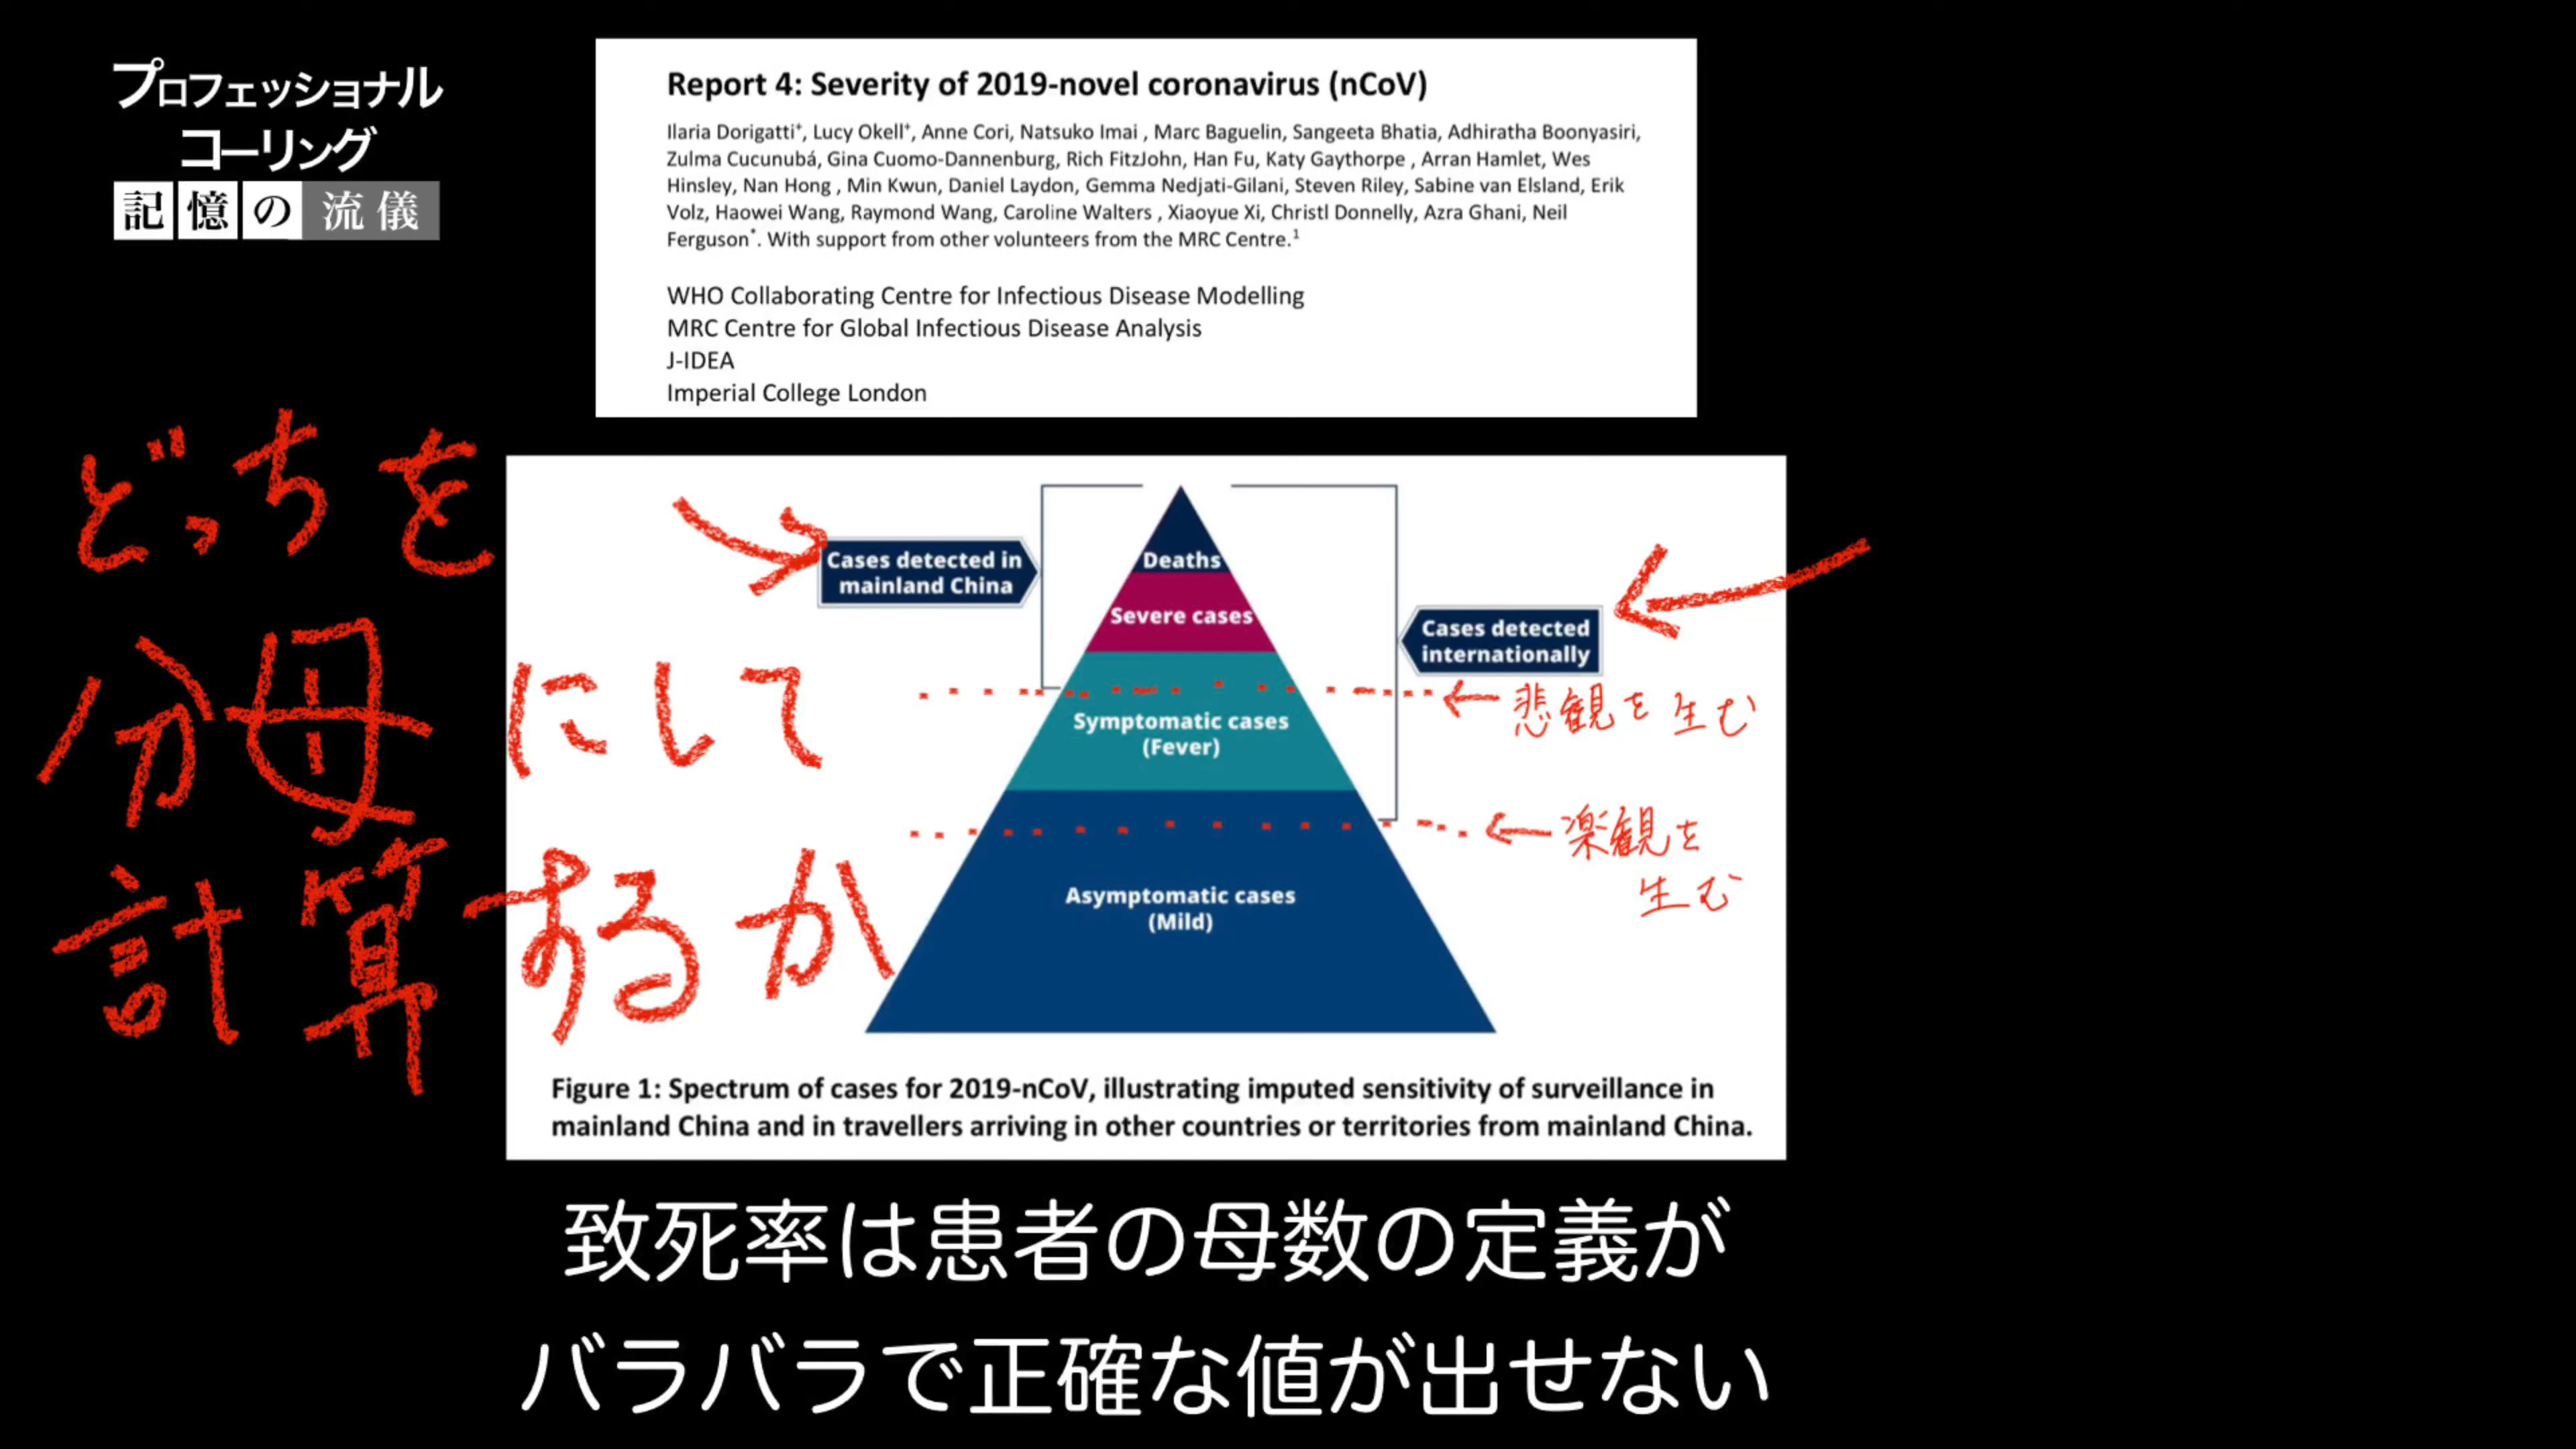 プロフェッショナル
コーリング
記憶の流儀
Report 4: Severity of 2019-novel coronavirus (nCoV)
Ilaria Dorigatti⁺, Lucy Okell⁺, Anne Cori, Natsuko Imai , Marc Baguelin, Sangeeta Bhatia, Adhiratha Boonyasiri,
Zulma Cucunubá, Gina Cuomo-Dannenburg, Rich FitzJohn, Han Fu, Katy Gaythorpe , Arran Hamlet, Wes
Hinsley, Nan Hong , Min Kwun, Daniel Laydon, Gemma Nedjati-Gilani, Steven Riley, Sabine van Elsland, Erik
Volz, Haowei Wang, Raymond Wang, Caroline Walters , Xiaoyue Xi, Christl Donnelly, Azra Ghani, Neil
Ferguson*. With support from other volunteers from the MRC Centre.¹
WHO Collaborating Centre for Infectious Disease Modelling
MRC Centre for Global Infectious Disease Analysis
J-IDEA
Imperial College London
どっちを
分母にして
計算するか
Cases detected in
mainland China
Deaths
Severe cases
Cases detected
internationally
←悲観を生む
Symptomatic cases
(Fever)
←楽観を
生む
Asymptomatic cases
(Mild)
Figure 1: Spectrum of cases for 2019-nCoV, illustrating imputed sensitivity of surveillance in
mainland China and in travellers arriving in other countries or territories from mainland China.
致死率は患者の母数の定義が
バラバラで正確な値が出せない